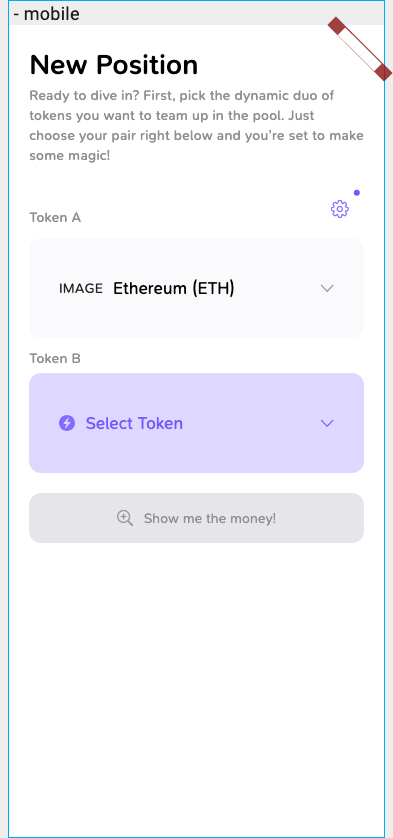 - mobile
New Position
Ready to dive in? First, pick the dynamic duo of
tokens you want to team up in the pool. Just
choose your pair right below and you're set to make
some magic!
Token A
IMAGE Ethereum (ETH)
Token B
Select Token
Show me the money!